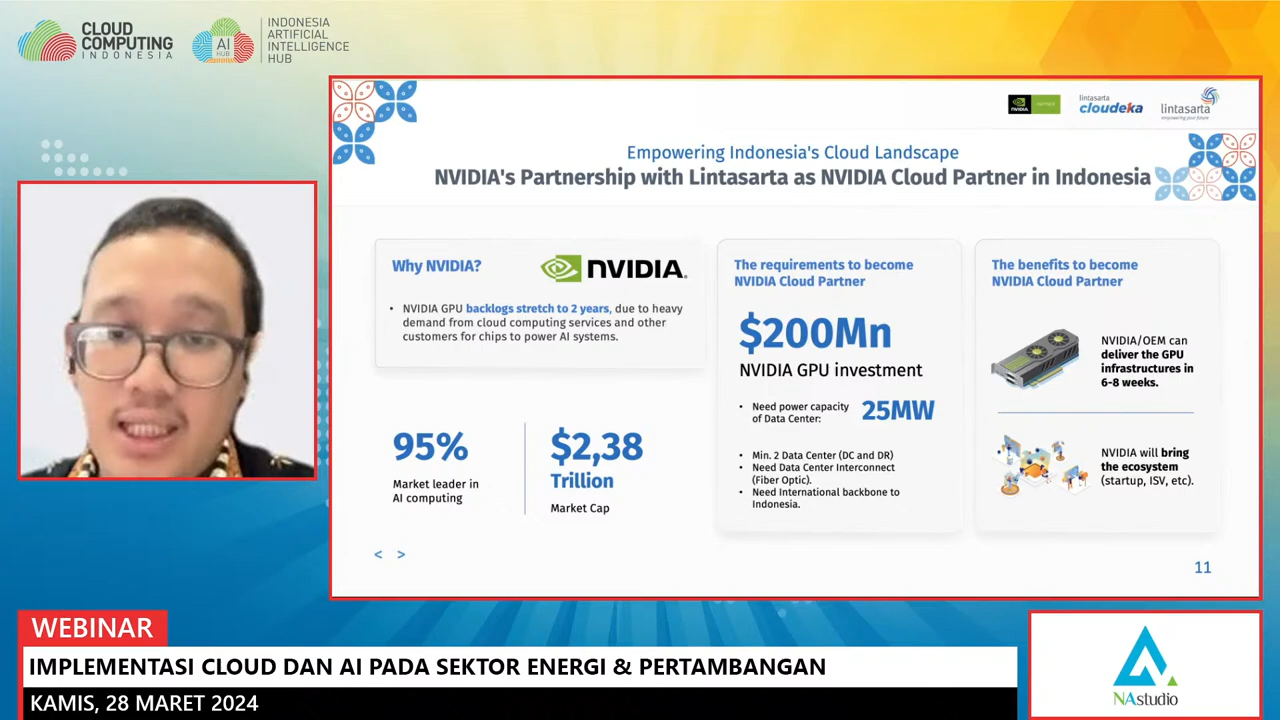 CLOUD
COMPUTING
INDONESIA
AI
HUB
INDONESIA
ARTIFICIAL
INTELLIGENCE
HUB
NVIDIA
PARTNER
lintasarta
cloudeka
lintasarta
empowering your future
Empowering Indonesia's Cloud Landscape
NVIDIA's Partnership with Lintasarta as NVIDIA Cloud Partner in Indonesia
Why NVIDIA?
NVIDIA.
• NVIDIA GPU backlogs stretch to 2 years, due to heavy
demand from cloud computing services and other
customers for chips to power AI systems.
95%
Market leader in
AI computing
$2,38
Trillion
Market Cap
The requirements to become
NVIDIA Cloud Partner
$200Mn
NVIDIA GPU investment
• Need power capacity
of Data Center:
25MW
• Min. 2 Data Center (DC and DR)
• Need Data Center Interconnect
(Fiber Optic).
• Need International backbone to
Indonesia.
The benefits to become
NVIDIA Cloud Partner
NVIDIA/OEM can
deliver the GPU
infrastructures in
6-8 weeks.
NVIDIA will bring
the ecosystem
(startup, ISV, etc).
< >
11
WEBINAR
IMPLEMENTASI CLOUD DAN AI PADA SEKTOR ENERGI & PERTAMBANGAN
KAMIS, 28 MARET 2024
NAstudio